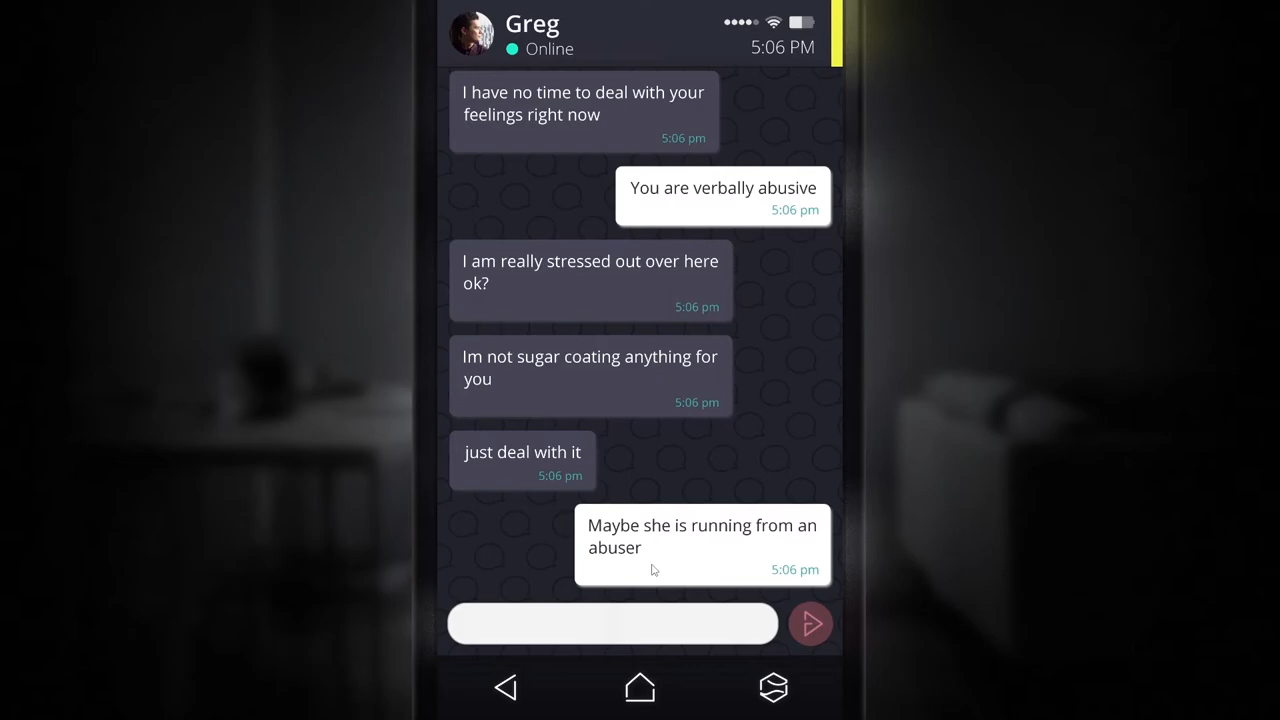 Greg
Online
5:06 PM
I have no time to deal with your
feelings right now
5:06 pm
You are verbally abusive
5:06 pm
I am really stressed out over here
ok?
5:06 pm
Im not sugar coating anything for
you
5:06 pm
just deal with it
5:06 pm
Maybe she is running from an
abuser
5:06 pm